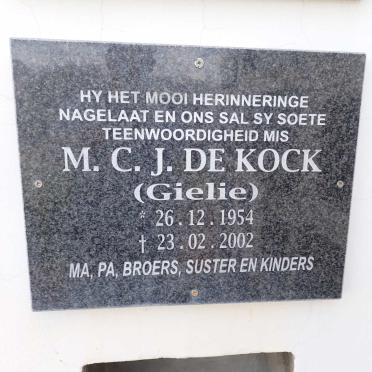 HY HET MOOI HERINNERINGE
NAGELAAT EN ONS SAL SY SOETE
TEENWOORDIGHEID MIS
M. C. J. DE KOCK
(Gielie)
* 26.12.1954
† 23.02.2002
MA, PA, BROERS, SUSTER EN KINDERS